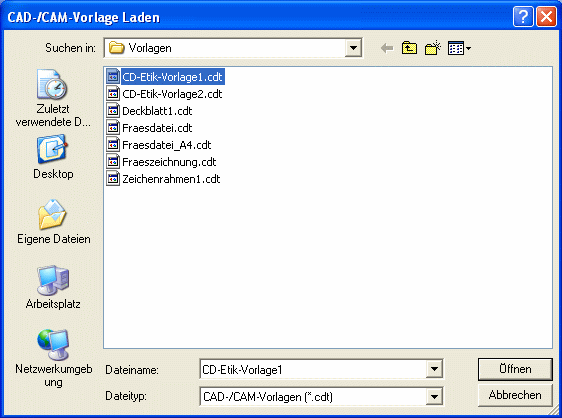 CAD-/CAM-Vorlage Laden
Suchen in:
Vorlagen
Zuletzt
verwendete D...
Desktop
Eigene Dateien
Arbeitsplatz
Netzwerkumgeb
ung
CD-Etik-Vorlage1.cdt
CD-Etik-Vorlage2.cdt
Deckblatt1.cdt
Fraesdatei.cdt
Fraesdatei_A4.cdt
Fraeszeichnung.cdt
Zeichenrahmen1.cdt
Dateiname:
CD-Etik-Vorlage1
Öffnen
Dateityp:
CAD-/CAM-Vorlagen (*.cdt)
Abbrechen